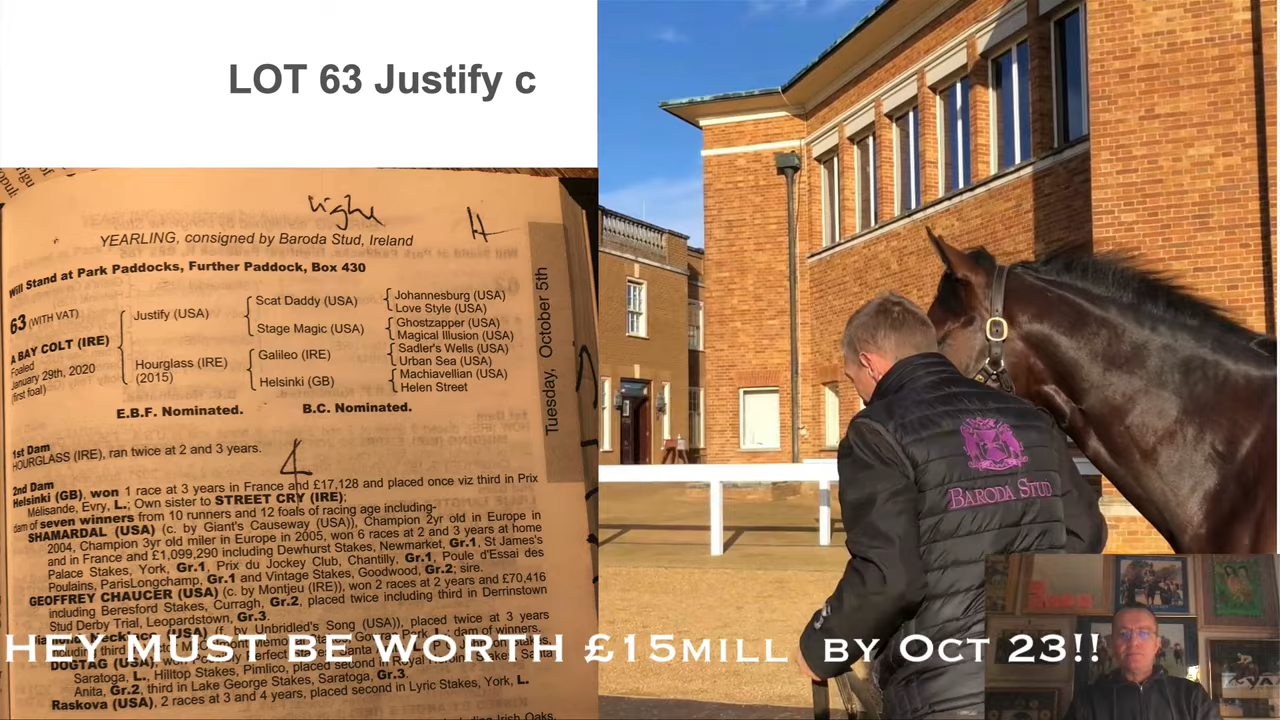 LOT 63 Justify c
Tuesday, October 5th
YEARLING, consigned by Baroda Stud, Ireland
Will Stand at Park Paddocks, Further Paddock, Box 430
63 (WITH VAT)
A BAY COLT (IRE)
Foaled
January 29th, 2020
(first foal)
Justify (USA)
Hourglass (IRE)
(2015)
Scat Daddy (USA)
Stage Magic (USA)
Galileo (IRE)
Helsinki (GB)
Johannesburg (USA)
Love Style (USA)
Ghostzapper (USA)
Magical Illusion (USA)
Sadler's Wells (USA)
Urban Sea (USA)
Machiavellian (USA)
Helen Street
E.B.F. Nominated. B.C. Nominated.
1st Dam
HOURGLASS (IRE), ran twice at 2 and 3 years.
2nd Dam
Helsinki (GB), won 1 race at 3 years in France and £17,128 and placed once viz third in Prix
Mélisande, Evry, L.; Own sister to STREET CRY (IRE);
dam of seven winners from 10 runners and 12 foals of racing age including-
SHAMARDAL (USA) (c. by Giant's Causeway (USA)), Champion 2yr old in Europe in
2004, Champion 3yr old miler in Europe in 2005, won 6 races at 2 and 3 years at home
and in France and £1,099,290 including Dewhurst Stakes, Newmarket, Gr.1, St James's
Palace Stakes, York, Gr.1, Prix du Jockey Club, Chantilly, Gr.1, Poule d'Essai des
Poulains, ParisLongchamp, Gr.1 and Vintage Stakes, Goodwood, Gr.2; sire.
GEOFFREY CHAUCER (USA) (c. by Montjeu (IRE)), won 2 races at 2 years and £70,416
including Beresford Stakes, Curragh, Gr.2, placed twice including third in Derrinstown
Stud Derby Trial, Leopardstown, Gr.3.
(f. by Unbridled's Song (USA)), placed twice at 3 years
dam of winners.
DOGTAG (USA),
Saratoga, L., Hilltop Stakes, Pimlico, placed second in Royal Heroine Stakes, Santa
Anita, Gr.2, third in Lake George Stakes, Saratoga, Gr.3.
Raskova (USA), 2 races at 3 and 4 years, placed second in Lyric Stakes, York, L.
BARODA STUD
HEY MUST BE WORTH £15MILL BY OCT 23!!